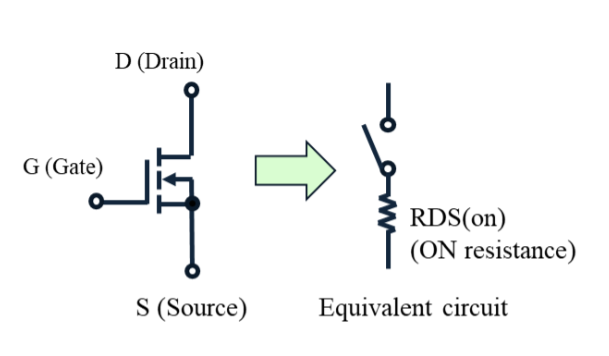 D (Drain)
G (Gate)
RDS(on)
(ON resistance)
S (Source)
Equivalent circuit